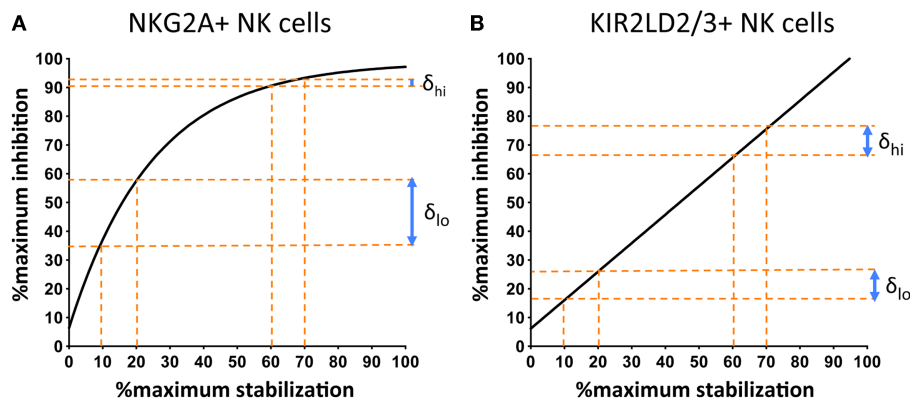 A
NKG2A+ NK cells
%maximum inhibition
100
90
80
70
60
50
40
30
20
10
0
0 10 20 30 40 50 60 70 80 90 100
%maximum stabilization
δhi
δlo
B
KIR2LD2/3+ NK cells
%maximum inhibition
100
90
80
70
60
50
40
30
20
10
0
0 10 20 30 40 50 60 70 80 90 100
%maximum stabilization
δhi
δlo